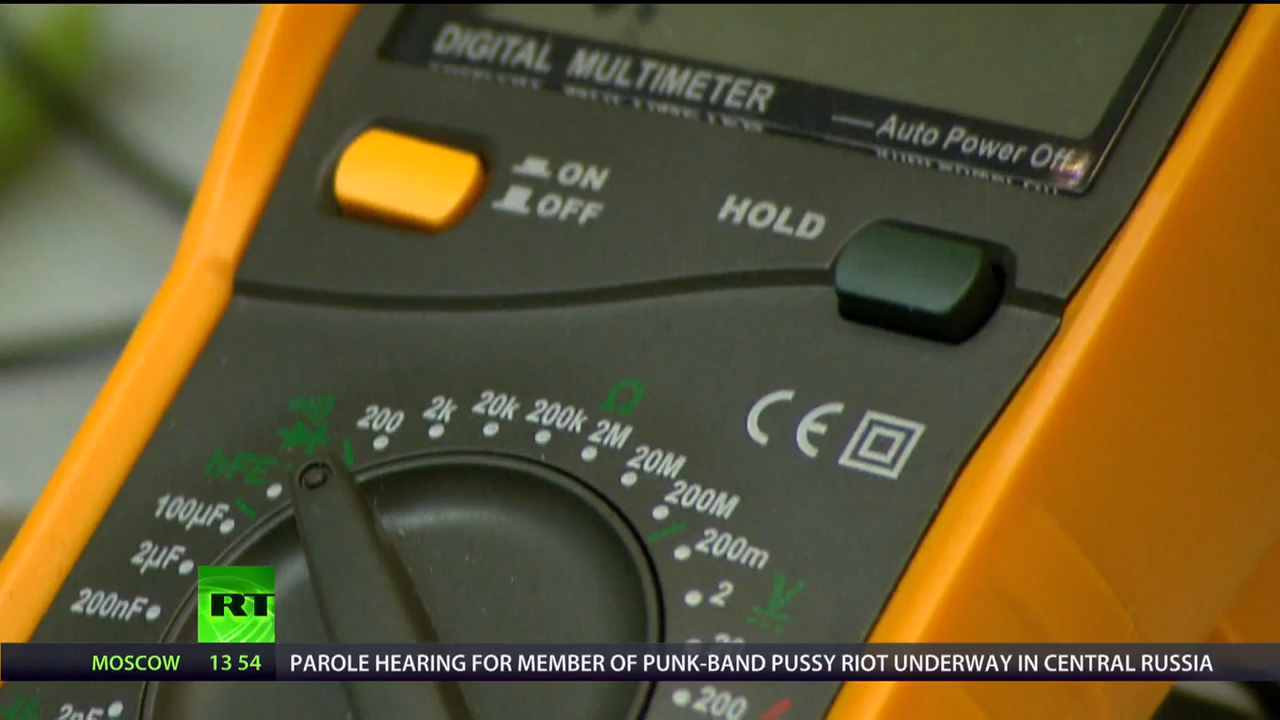 DIGITAL MULTIMETER
Auto Power Off
ON
OFF
HOLD
Ω
200
2k
20k
200k
2M
20M
200M
hFE
100µF
2µF
200nF
200m
2
V
200
CE
RT
MOSCOW 13 54 PAROLE HEARING FOR MEMBER OF PUNK-BAND PUSSY RIOT UNDERWAY IN CENTRAL RUSSIA